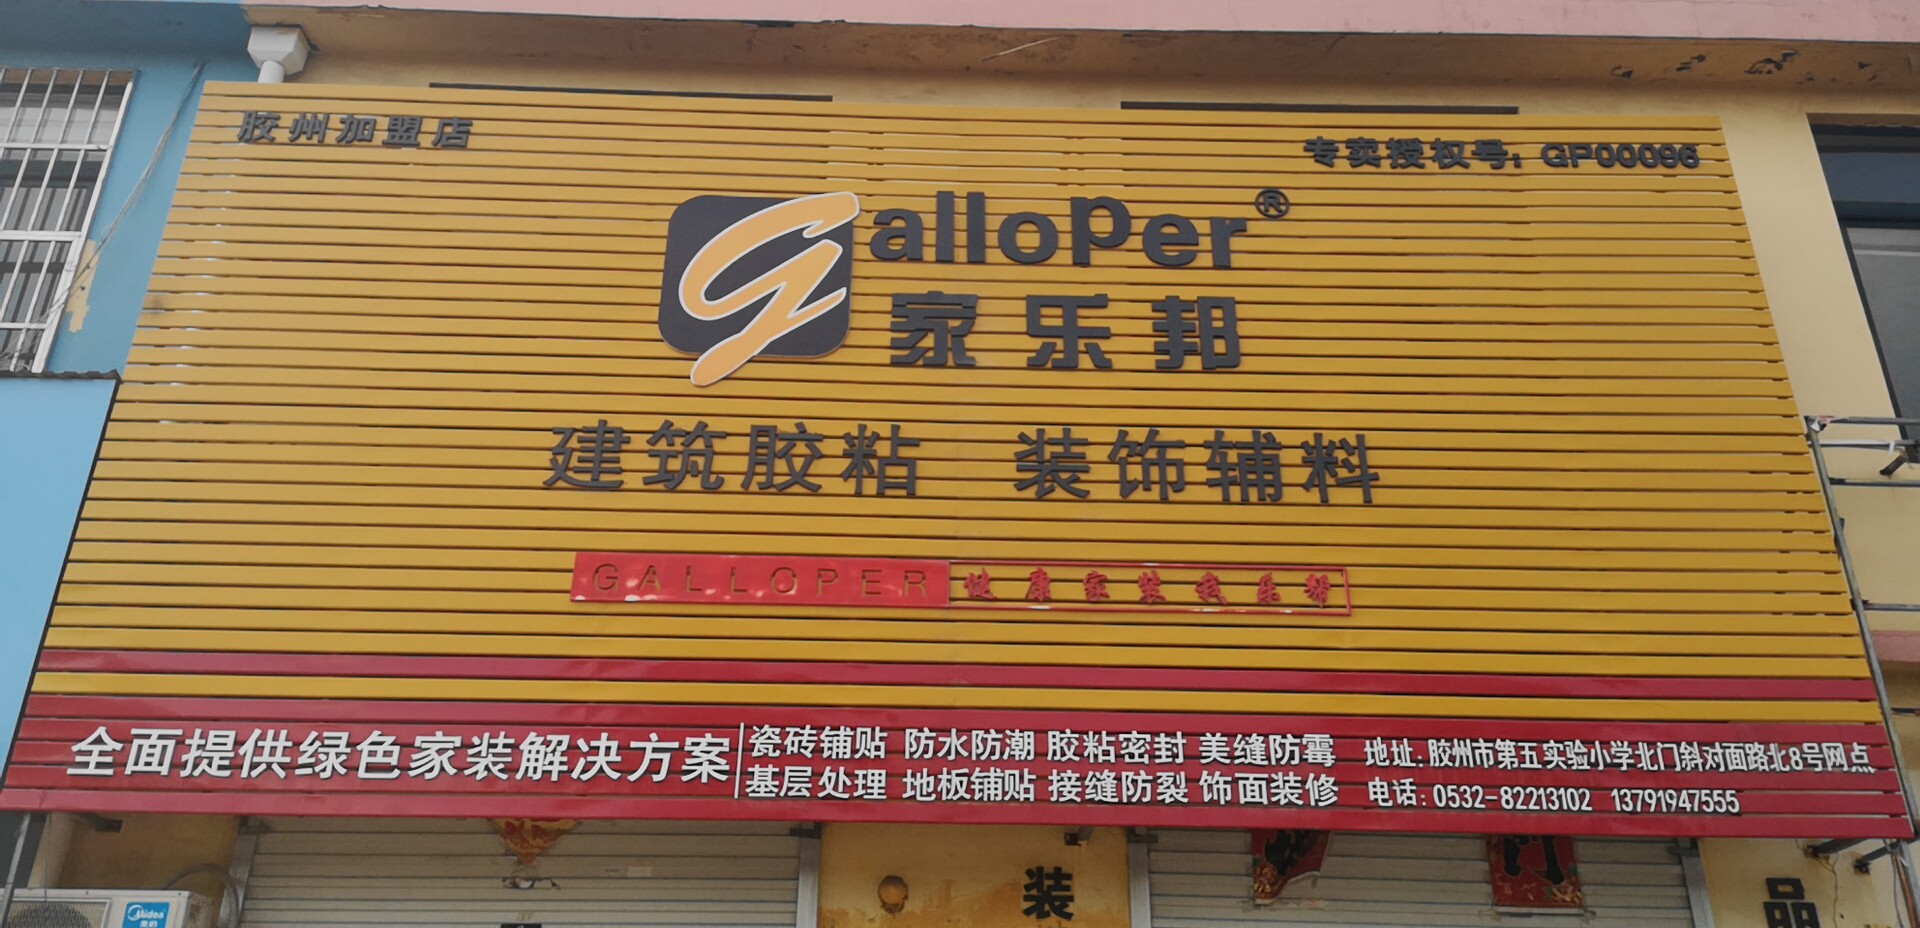 胶州加盟店
专卖授权号：GP00096
Galloper®
家乐邦
建筑胶粘 装饰辅料
GALLOPER 健康家装我乐帮
全面提供绿色家装解决方案
瓷砖铺贴 防水防潮 胶粘密封 美缝防霉
基层处理 地板铺贴 接缝防裂 饰面装修
地址：胶州市第五实验小学北门斜对面路北8号网点
电话：0532-82213102 13791947555
装
品
门
Midea